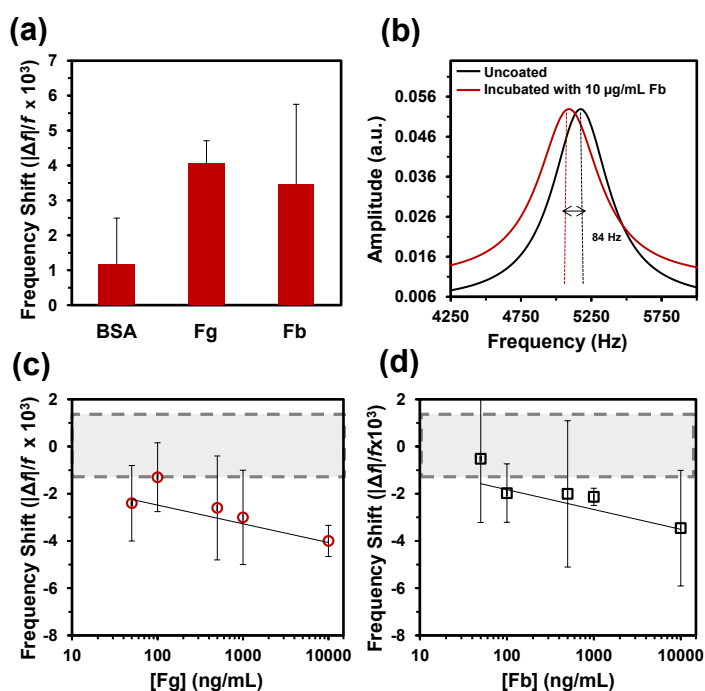 (a)
Frequency Shift (|Δf|/f x 10³)
7
6
5
4
3
2
1
0
BSA Fg Fb
(b)
Uncoated
Incubated with 10 µg/mL Fb
Amplitude (a.u.)
0.056
0.046
0.036
0.026
0.016
0.006
84 Hz
4250 4750 5250 5750
Frequency (Hz)
(c)
Frequency Shift (|Δf|/f x 10³)
2
0
-2
-4
-6
-8
10 100 1000 10000
[Fg] (ng/mL)
(d)
Frequency Shift (|Δf|/fx10³)
2
0
-2
-4
-6
-8
10 100 1000 10000
[Fb] (ng/mL)